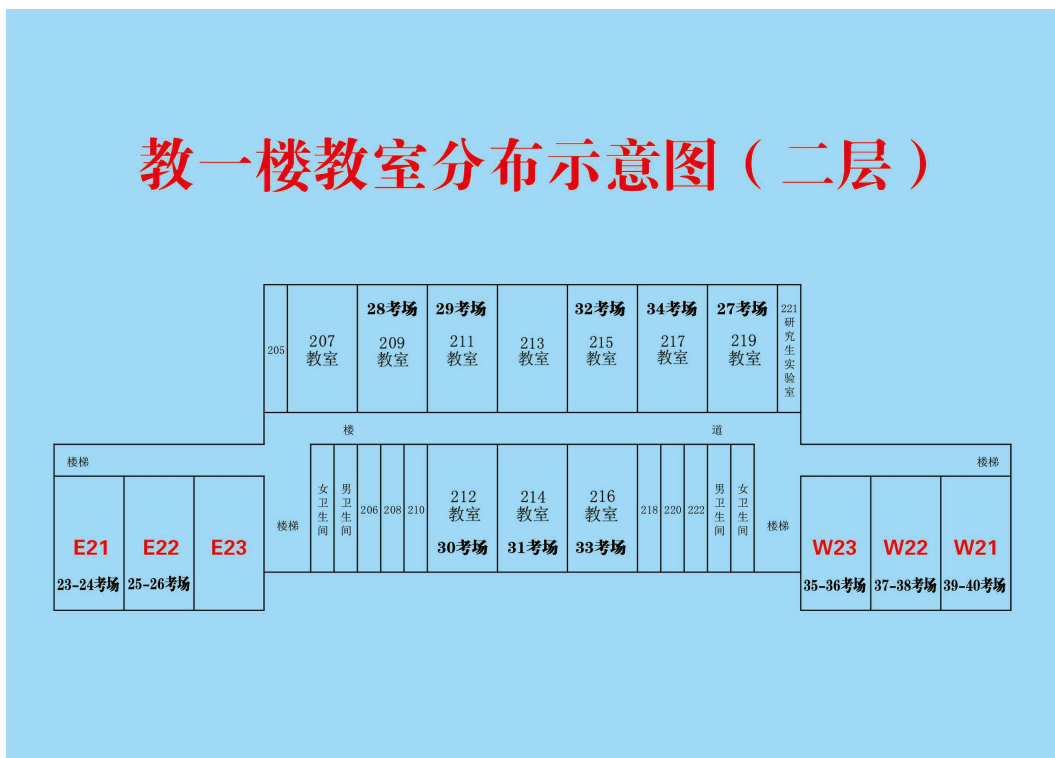 教一楼教室分布示意图（二层）
28考场
29考场
32考场
34考场
27考场
205
207
教室
209
教室
211
教室
213
教室
215
教室
217
教室
219
教室
221
研
究
生
实
验
室
楼
道
楼梯
楼梯
E21
23-24考场
E22
25-26考场
E23
楼梯
女
卫
生
间
男
卫
生
间
206
208
210
212
教室
30考场
214
教室
31考场
216
教室
33考场
218
220
222
男
卫
生
间
女
卫
生
间
楼梯
W23
35-36考场
W22
37-38考场
W21
39-40考场